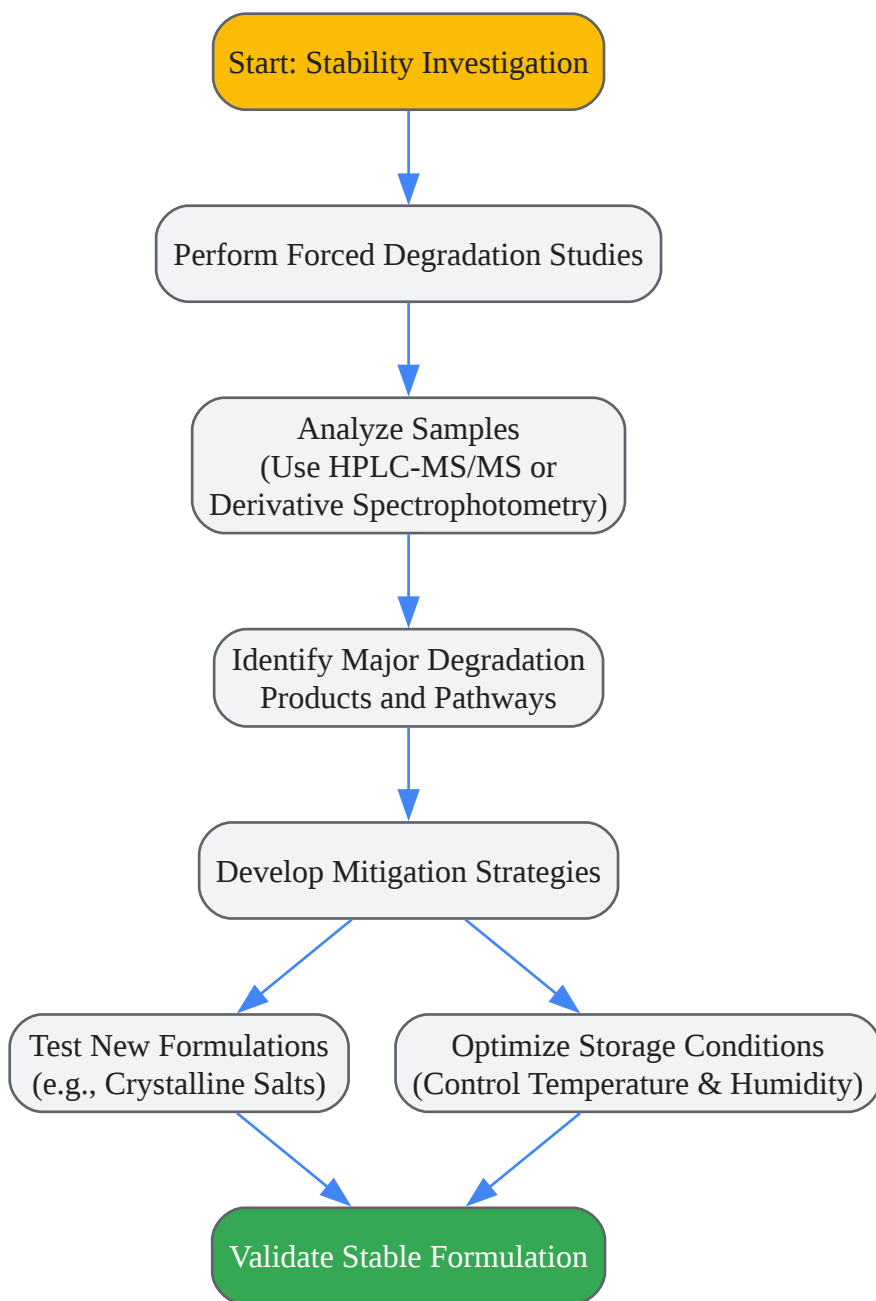 Start: Stability Investigation
Perform Forced Degradation Studies
Analyze Samples
(Use HPLC-MS/MS or
Derivative Spectrophotometry)
Identify Major Degradation
Products and Pathways
Develop Mitigation Strategies
Test New Formulations
(e.g., Crystalline Salts)
Optimize Storage Conditions
(Control Temperature & Humidity)
Validate Stable Formulation